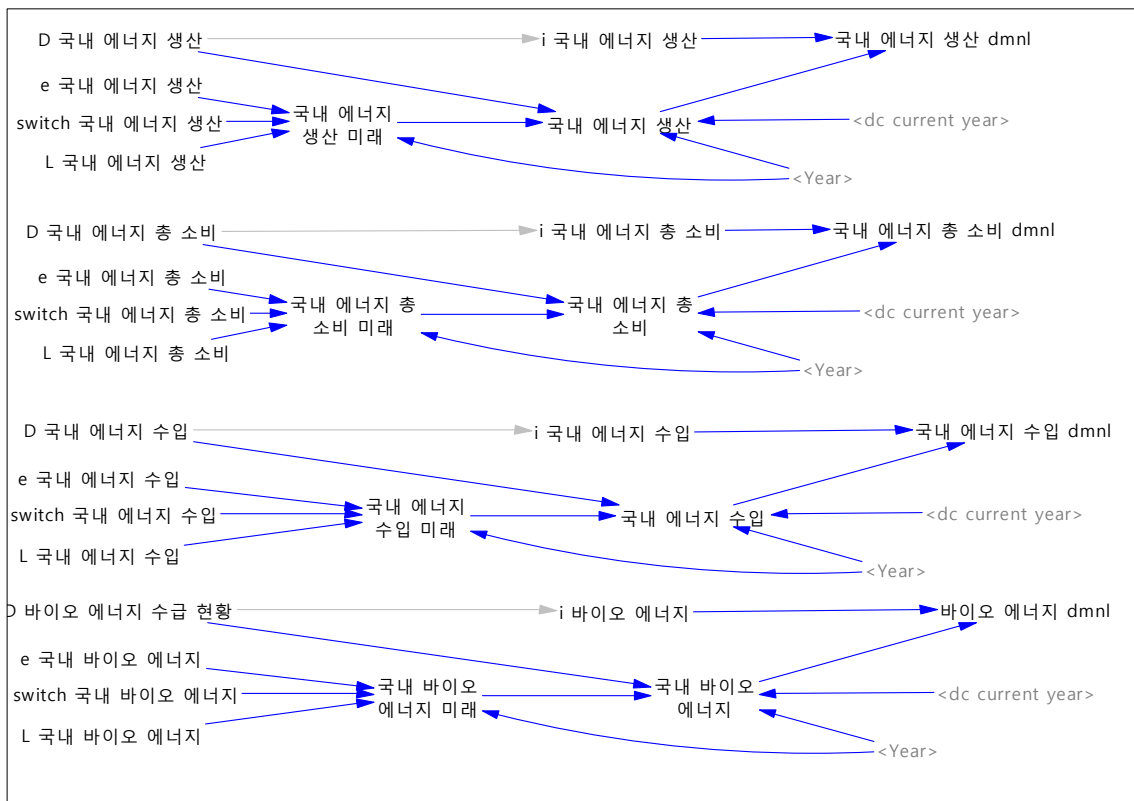 D 국내 에너지 생산
i 국내 에너지 생산
국내 에너지 생산 dmnl
e 국내 에너지 생산
switch 국내 에너지 생산
L 국내 에너지 생산
국내 에너지
생산 미래
국내 에너지 생산
<dc current year>
<Year>
D 국내 에너지 총 소비
i 국내 에너지 총 소비
국내 에너지 총 소비 dmnl
e 국내 에너지 총 소비
switch 국내 에너지 총 소비
L 국내 에너지 총 소비
국내 에너지 총
소비 미래
국내 에너지 총
소비
<dc current year>
<Year>
D 국내 에너지 수입
i 국내 에너지 수입
국내 에너지 수입 dmnl
e 국내 에너지 수입
switch 국내 에너지 수입
L 국내 에너지 수입
국내 에너지
수입 미래
국내 에너지 수입
<dc current year>
<Year>
D 바이오 에너지 수급 현황
i 바이오 에너지
바이오 에너지 dmnl
e 국내 바이오 에너지
switch 국내 바이오 에너지
L 국내 바이오 에너지
국내 바이오
에너지 미래
국내 바이오
에너지
<dc current year>
<Year>